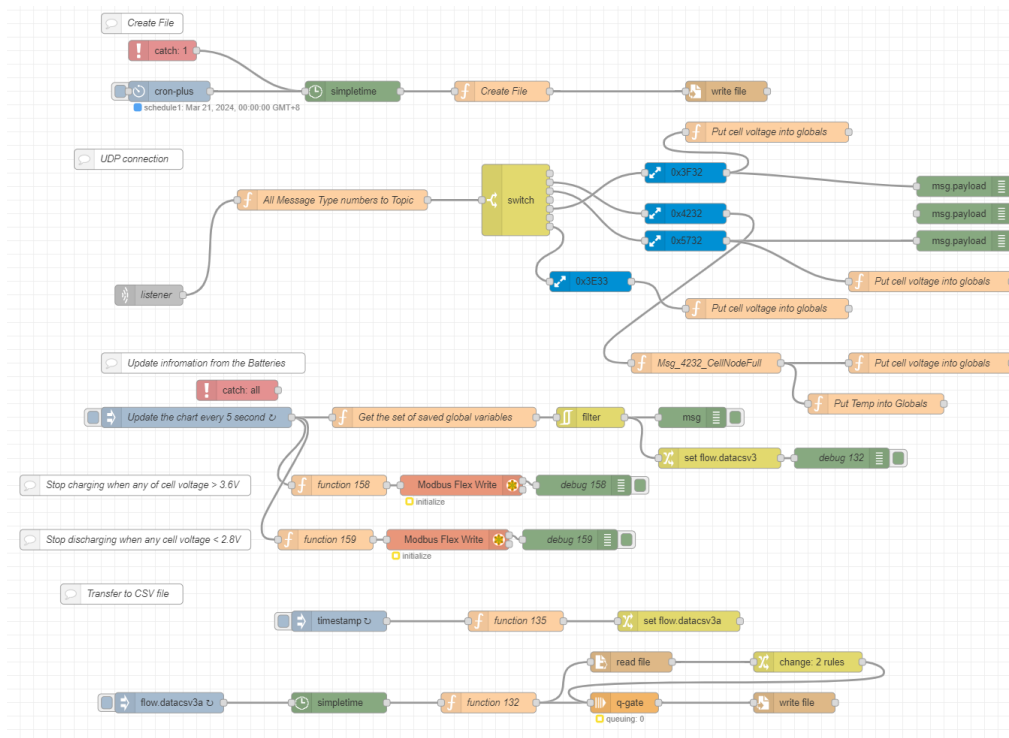 Create File
catch: 1
cron-plus
simpletime
Create File
write file
schedule1: Mar 21, 2024, 00:00:00 GMT+8
Put cell voltage into globals
UDP connection
0x3F32
msg.payload
All Message Type numbers to Topic
switch
0x4232
msg.payload
0x5732
msg.payload
listener
0x3E33
Put cell voltage into globals
Put cell voltage into globals
Update infromation from the Batteries
Msg_4232_CellNodeFull
Put cell voltage into globals
catch: all
Put Temp into Globals
Update the chart every 5 second ↻
Get the set of saved global variables
filter
msg
set flow.datacsv3
debug 132
Stop charging when any of cell voltage > 3.6V
function 158
Modbus Flex Write
debug 158
initialize
Stop discharging when any cell voltage < 2.8V
function 159
Modbus Flex Write
debug 159
initialize
Transfer to CSV file
timestamp ↻
function 135
set flow.datacsv3a
read file
change: 2 rules
flow.datacsv3a ↻
simpletime
function 132
q-gate
write file
queuing: 0